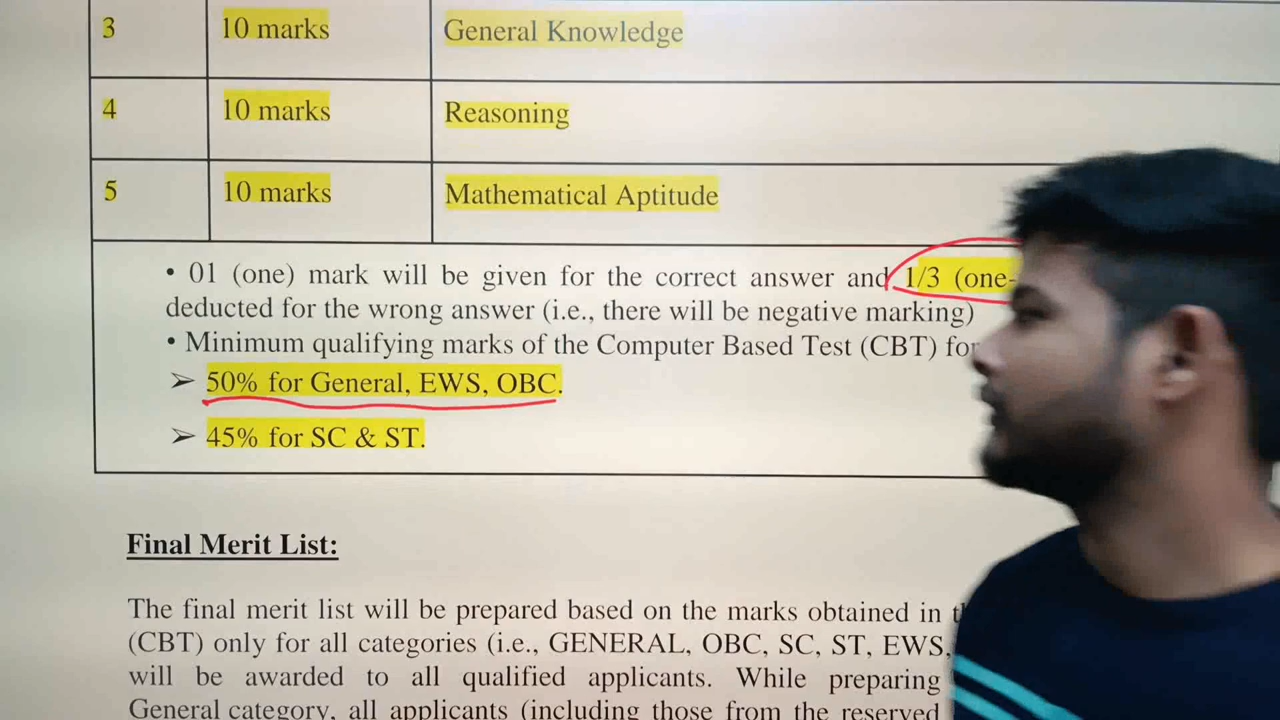 3 10 marks General Knowledge
4 10 marks Reasoning
5 10 marks Mathematical Aptitude
• 01 (one) mark will be given for the correct answer and 1/3 (one-
deducted for the wrong answer (i.e., there will be negative marking)
• Minimum qualifying marks of the Computer Based Test (CBT) for
➢ 50% for General, EWS, OBC.
➢ 45% for SC & ST.
Final Merit List:
The final merit list will be prepared based on the marks obtained in
(CBT) only for all categories (i.e., GENERAL, OBC, SC, ST, EWS,
will be awarded to all qualified applicants. While preparing
General category, all applicants (including those from the reserved